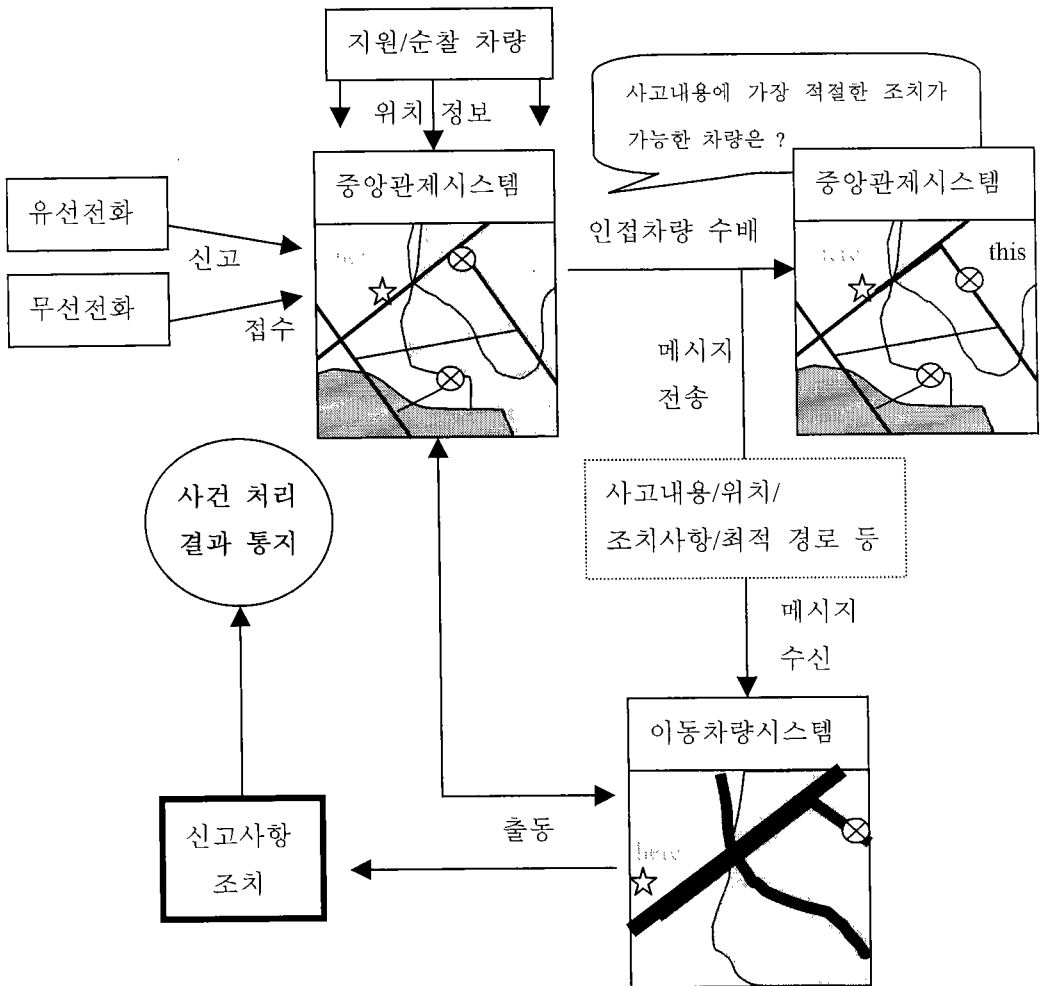 지원/순찰 차량
위치 정보
사고내용에 가장 적절한 조치가
가능한 차량은 ?
중앙관제시스템
중앙관제시스템
유선전화
신고
무선전화
접수
인접차량 수배
this
메시지
전송
사고내용/위치/
조치사항/최적 경로 등
사건 처리
결과 통지
메시지
수신
이동차량시스템
here
출동
신고사항
조치